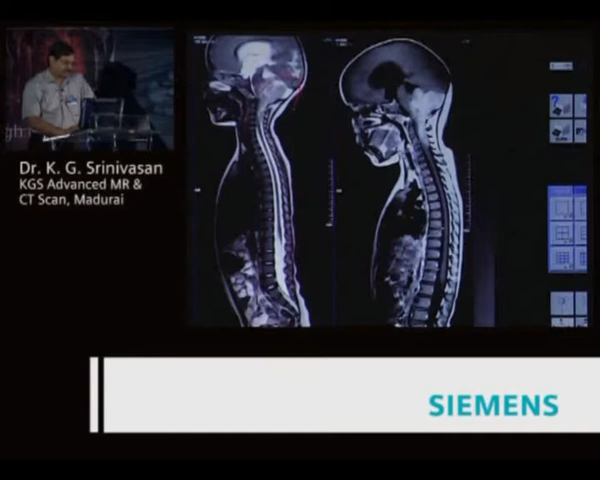 Dr. K. G. Srinivasan
KGS Advanced MR &
CT Scan, Madurai
SIEMENS